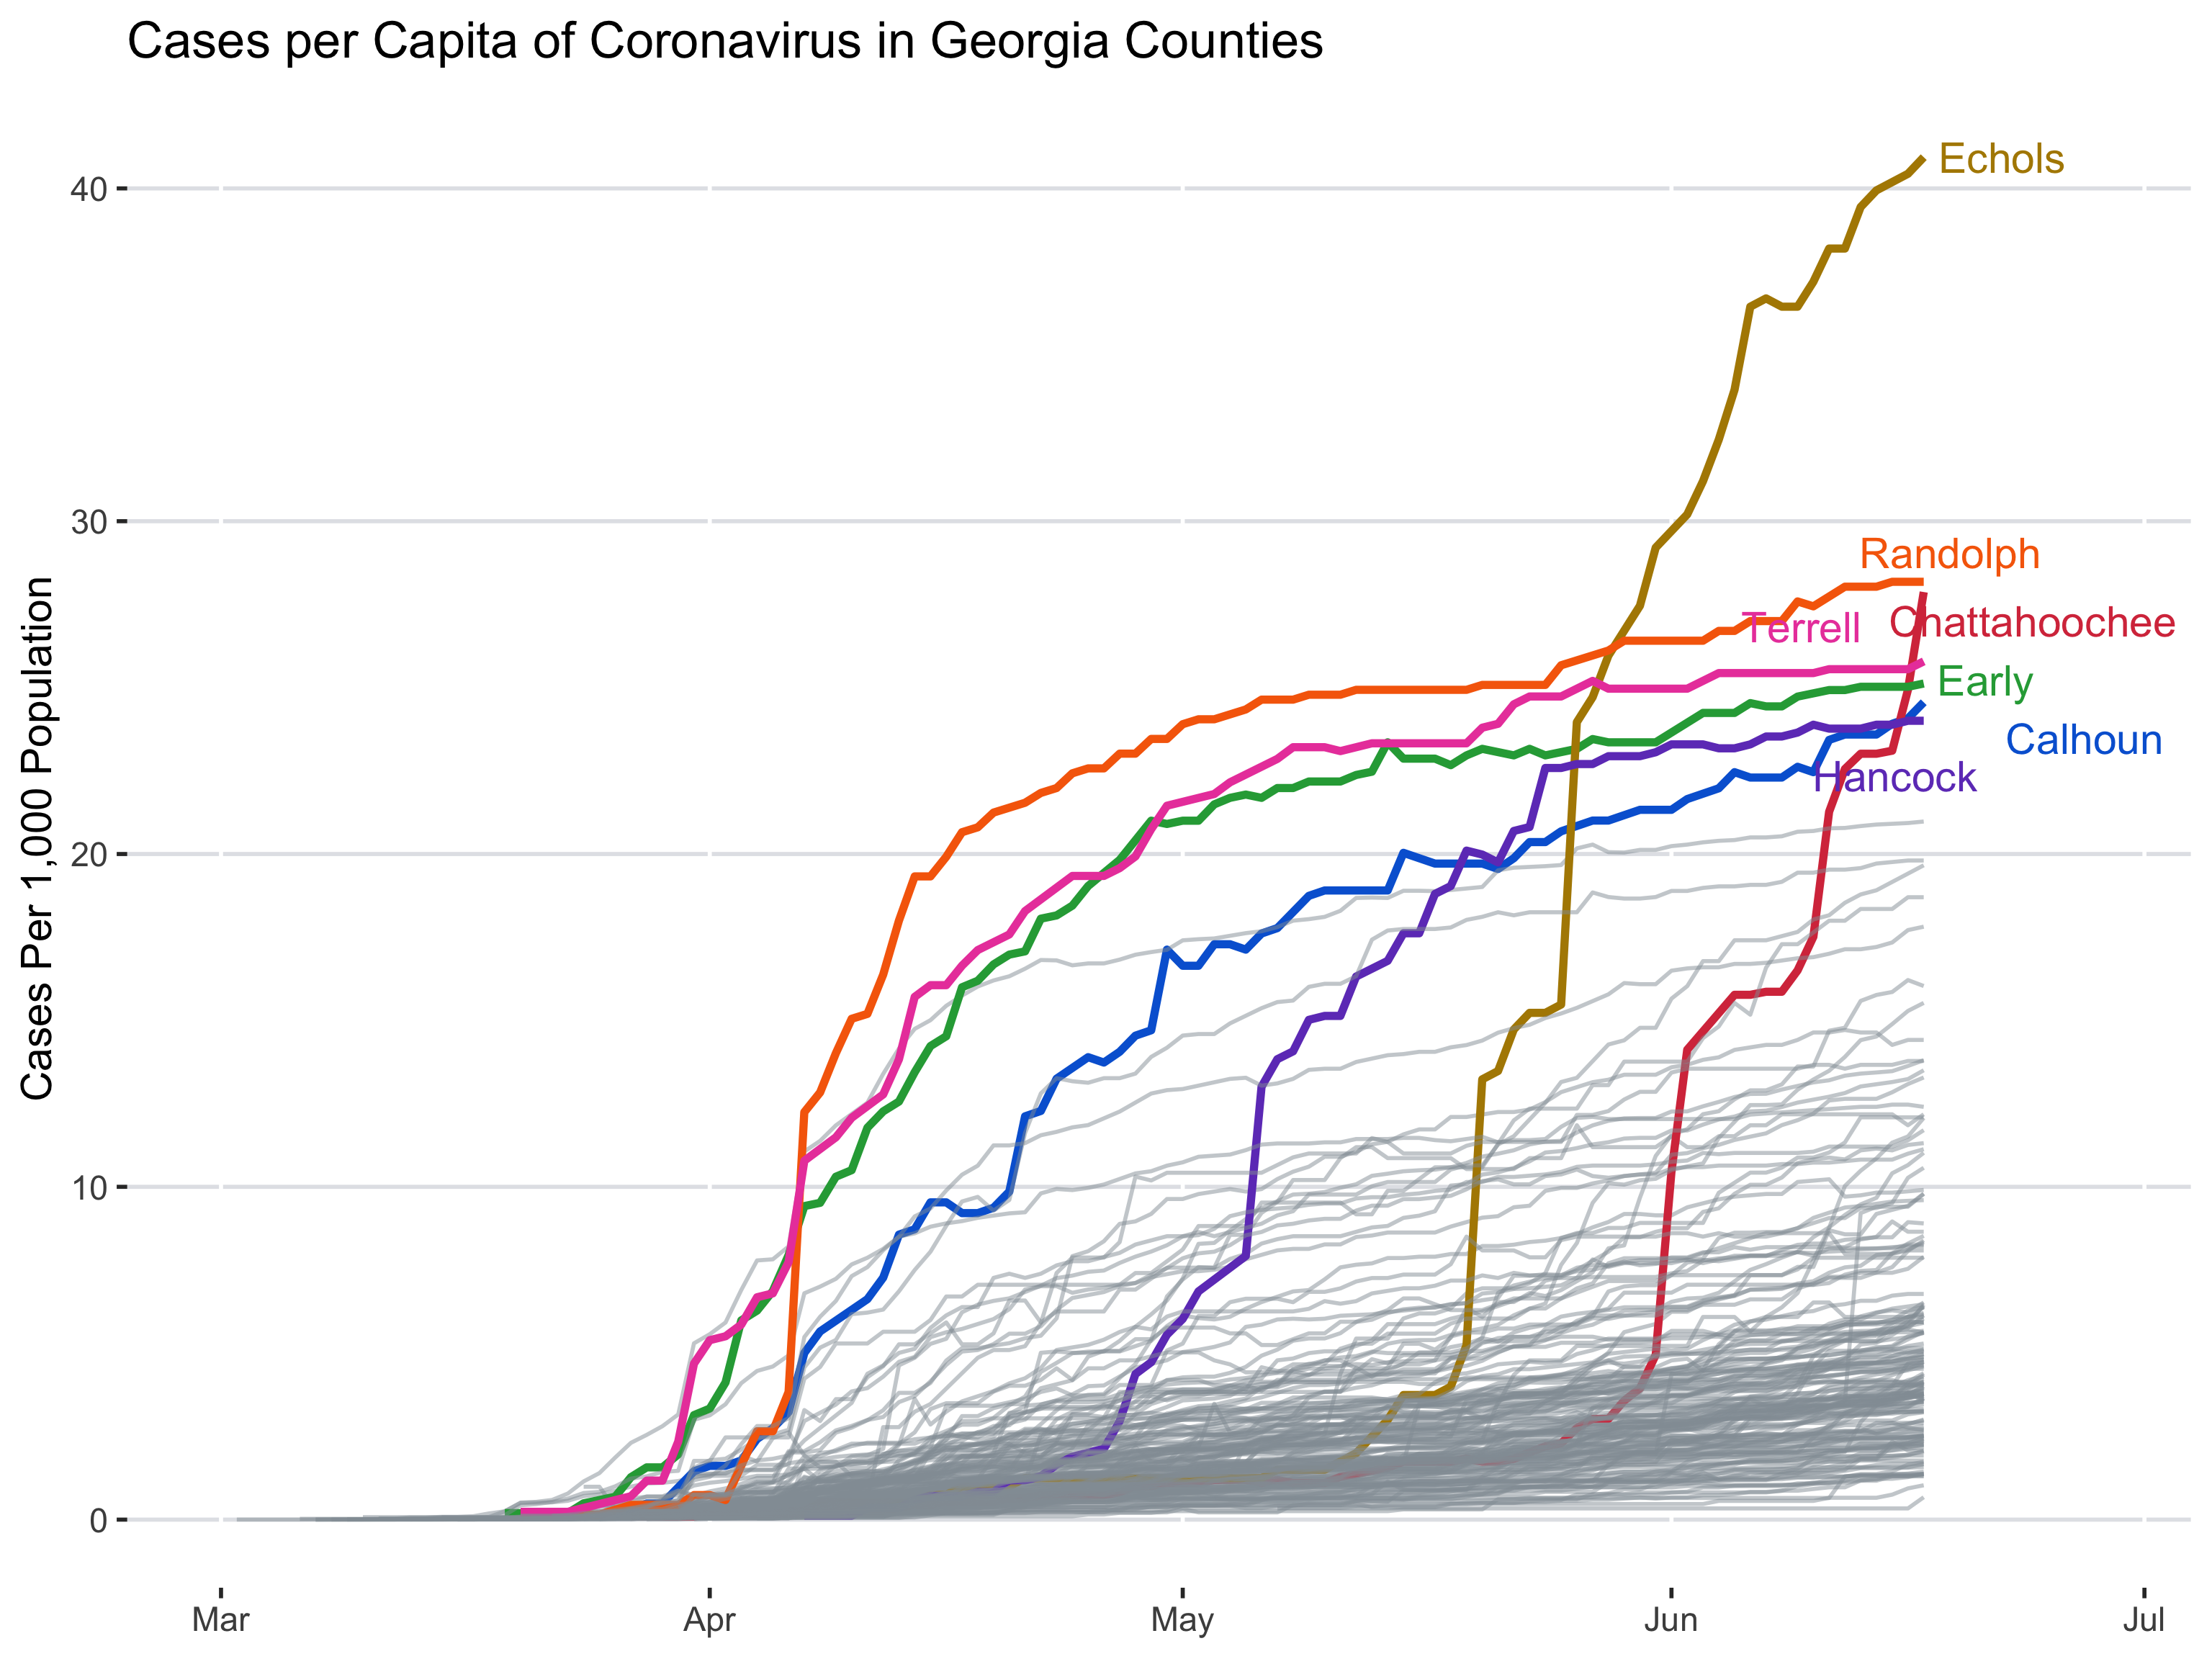 Cases per Capita of Coronavirus in Georgia Counties
Cases Per 1,000 Population
40
30
20
10
0
Echols
Randolph
Terrell
Chattahoochee
Early
Calhoun
Hancock
Mar
Apr
May
Jun
Jul